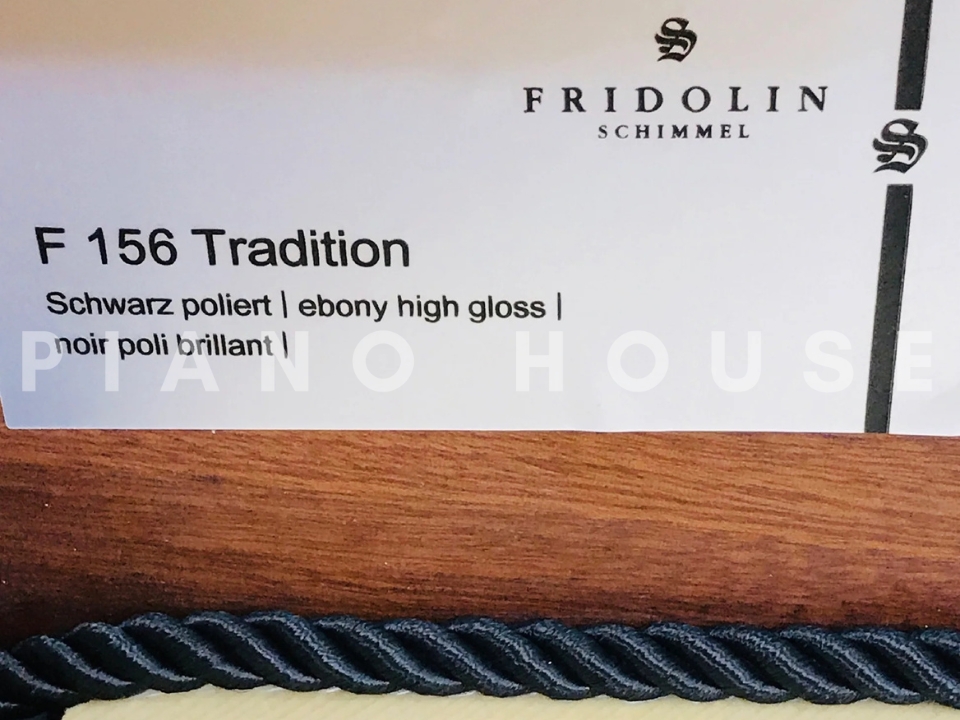 S
FRIDOLIN
SCHIMMEL
S
F 156 Tradition
Schwarz poliert | ebony high gloss |
noir poli brillant |
PIANO HOUSE